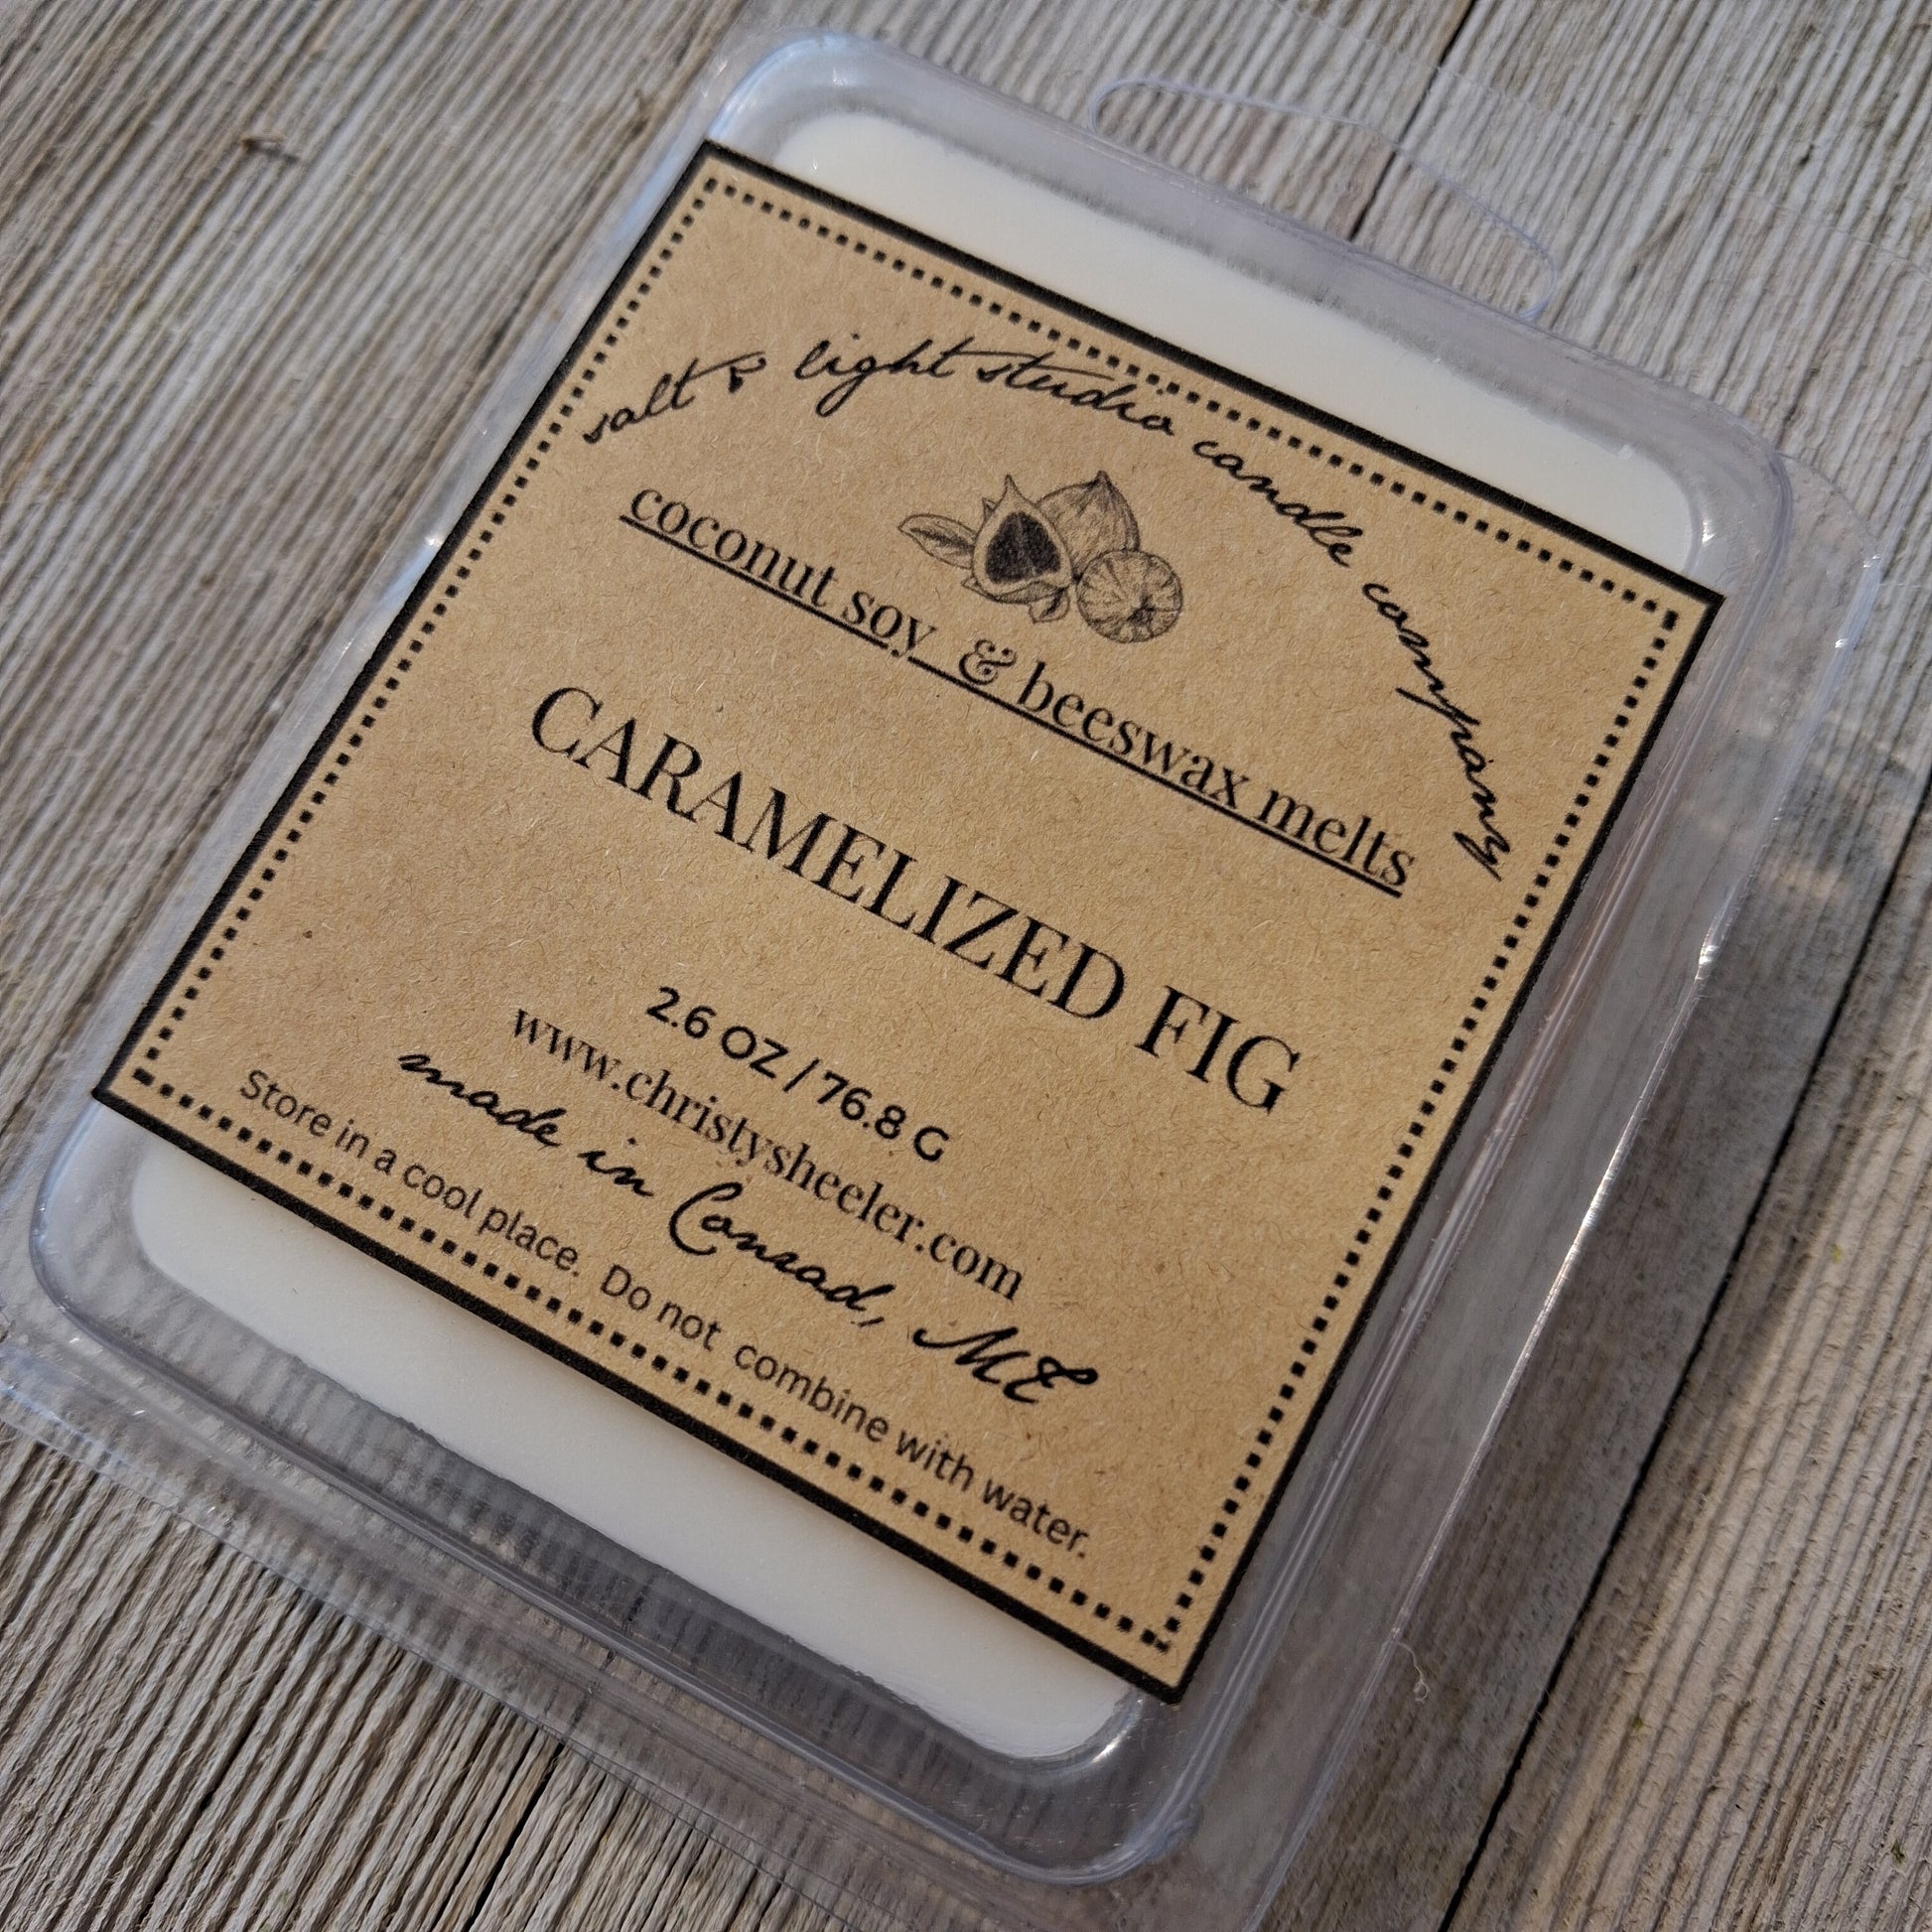 salt & light studio candle company
coconut soy & beeswax melts
CARAMELIZED FIG
2.6 OZ / 76.8 G
www.christysheeler.com
made in Conrad, MT
Store in a cool place. Do not combine with water.